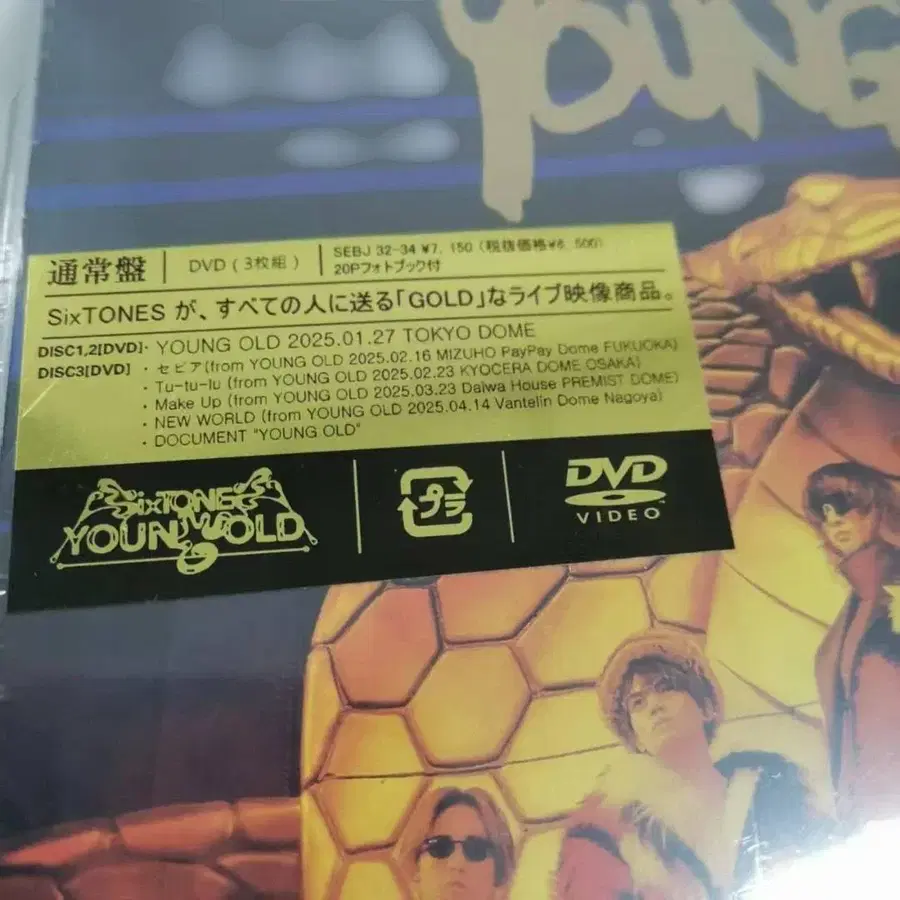 YOUNG
通常盤 DVD(3枚組) SEBJ 32-34 ¥7,150(税抜価格¥6,500)
20Pフォトブック付
SixTONES が、すべての人に送る「GOLD」なライブ映像商品。
DISC1,2[DVD]・ YOUNG OLD 2025.01.27 TOKYO DOME
DISC3[DVD] ・セピア(from YOUNG OLD 2025.02.16 MIZUHO PayPay Dome FUKUOKA)
・Tu-tu-lu (from YOUNG OLD 2025.02.23 KYOCERA DOME OSAKA)
・Make Up (from YOUNG OLD 2025.03.23 Daiwa House PREMIST DOME)
・NEW WORLD (from YOUNG OLD 2025.04.14 Vantelin Dome Nagoya)
・DOCUMENT "YOUNG OLD"
SixTONES
YOUNG OLD
プラ
DVD
VIDEO